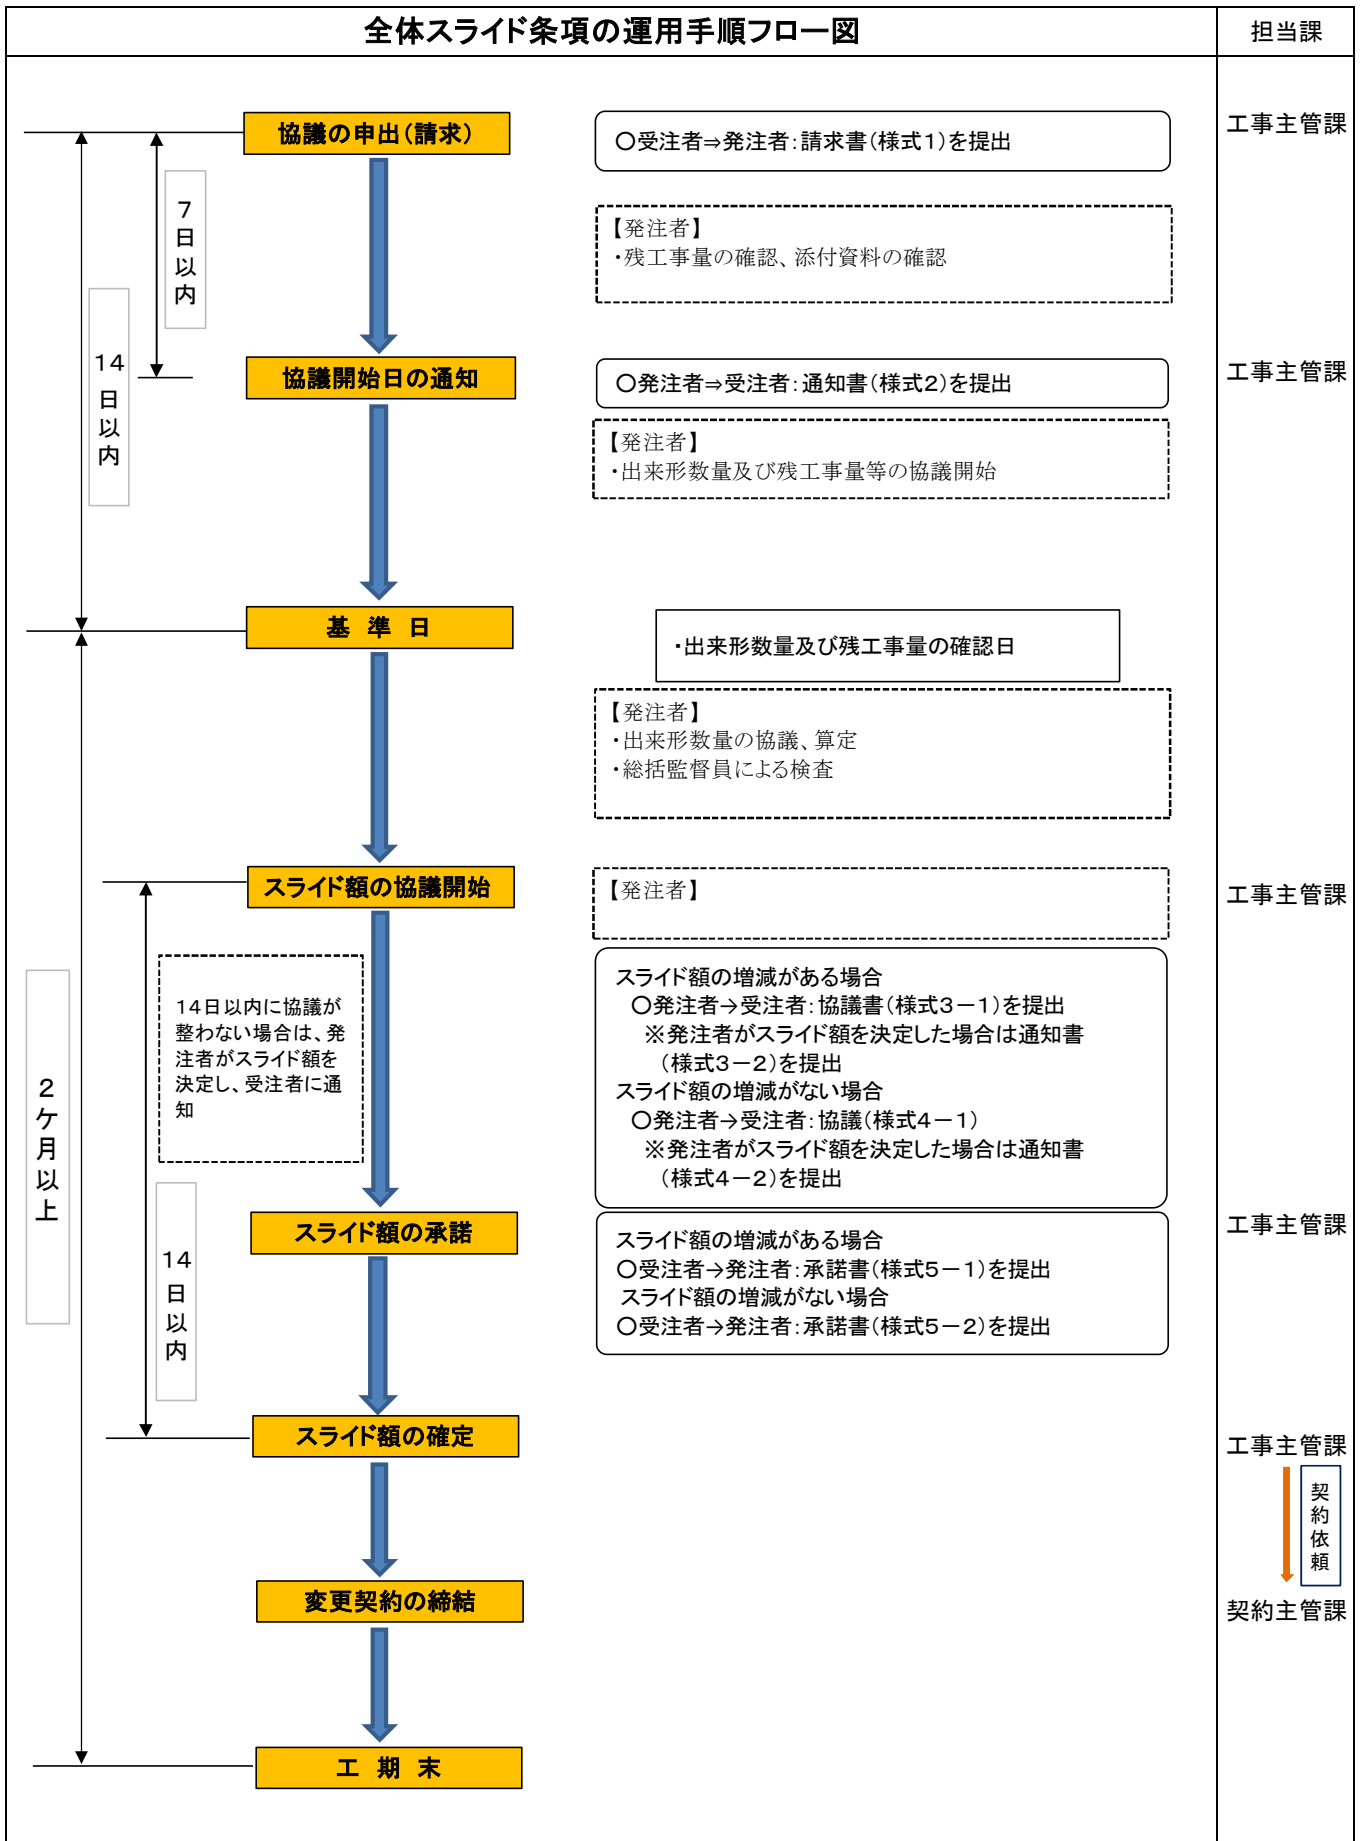 全体スライド条項の運用手順フロー図
担当課
協議の申出(請求)
○受注者⇒発注者:請求書(様式1)を提出
工事主管課
7日以内
【発注者】
・残工事量の確認、添付資料の確認
14日以内
協議開始日の通知
○発注者⇒受注者:通知書(様式2)を提出
工事主管課
【発注者】
・出来形数量及び残工事量等の協議開始
基 準 日
・出来形数量及び残工事量の確認日
【発注者】
・出来形数量の協議、算定
・総括監督員による検査
スライド額の協議開始
【発注者】
工事主管課
14日以内に協議が
整わない場合は、発
注者がスライド額を
決定し、受注者に通
知
スライド額の増減がある場合
○発注者→受注者:協議書(様式3-1)を提出
※発注者がスライド額を決定した場合は通知書
(様式3-2)を提出
スライド額の増減がない場合
○発注者→受注者:協議(様式4-1)
※発注者がスライド額を決定した場合は通知書
(様式4-2)を提出
2ケ月以上
14日以内
スライド額の承諾
スライド額の増減がある場合
○受注者→発注者:承諾書(様式5-1)を提出
スライド額の増減がない場合
○受注者→発注者:承諾書(様式5-2)を提出
工事主管課
スライド額の確定
工事主管課
契約依頼
変更契約の締結
契約主管課
工 期 末